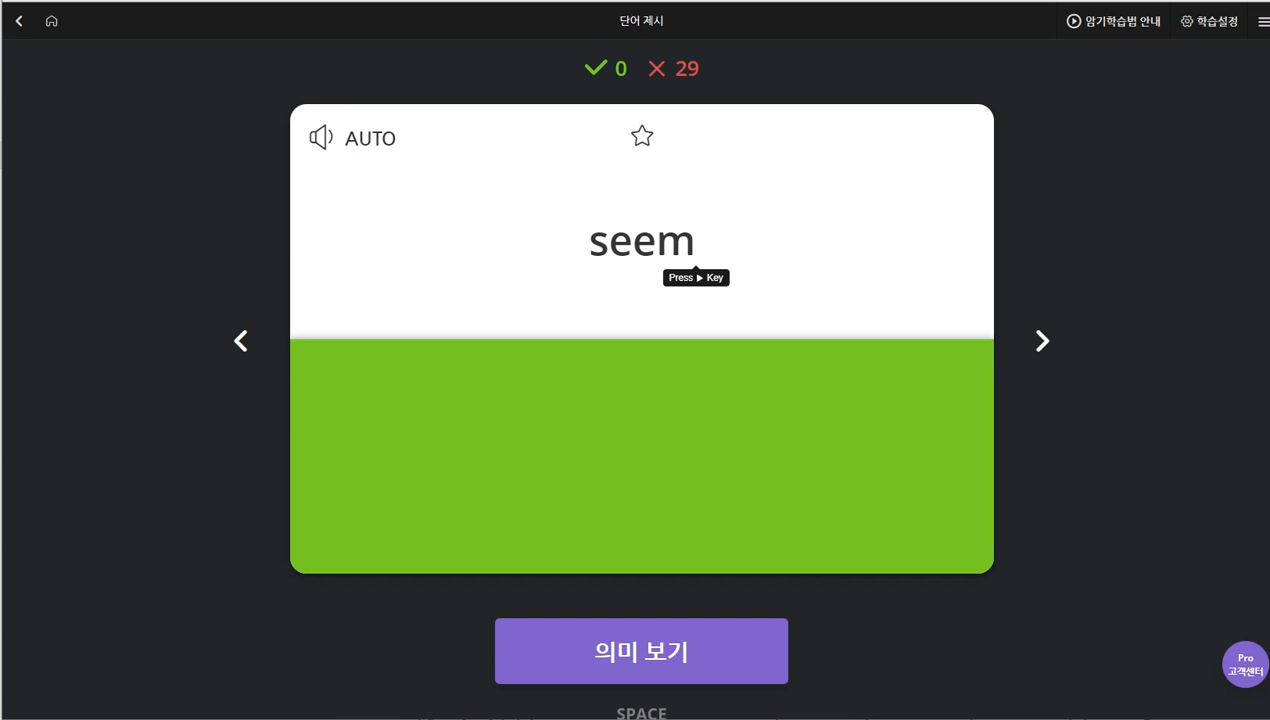 단어 제시
암기학습법 안내
학습설정
0
29
AUTO
seem
Press ▶ Key
의미 보기
SPACE
Pro
고객센터